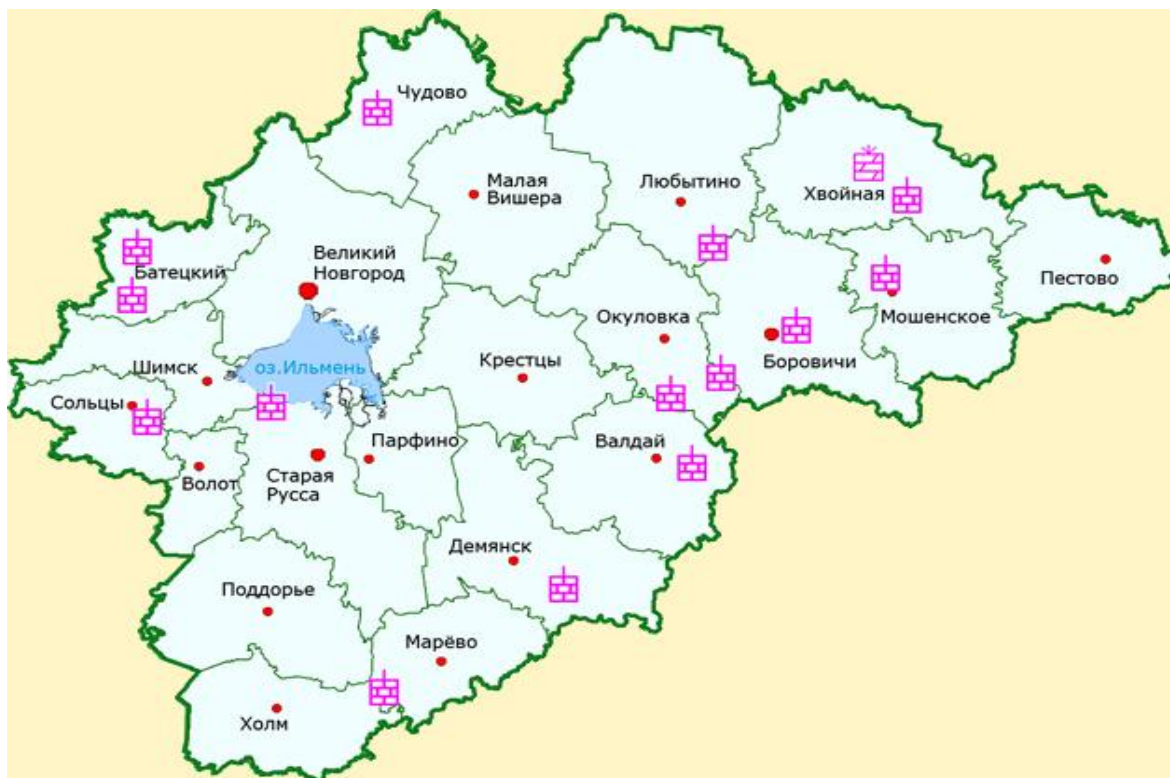 Чудово
Малая
Вишера
Любытино
Хвойная
Великий
Новгород
Батецкий
Пестово
Окуловка
Мошенское
Крестцы
Боровичи
оз.Ильмень
Шимск
Сольцы
Парфино
Валдай
Волот
Старая
Русса
Демянск
Поддорье
Марёво
Холм